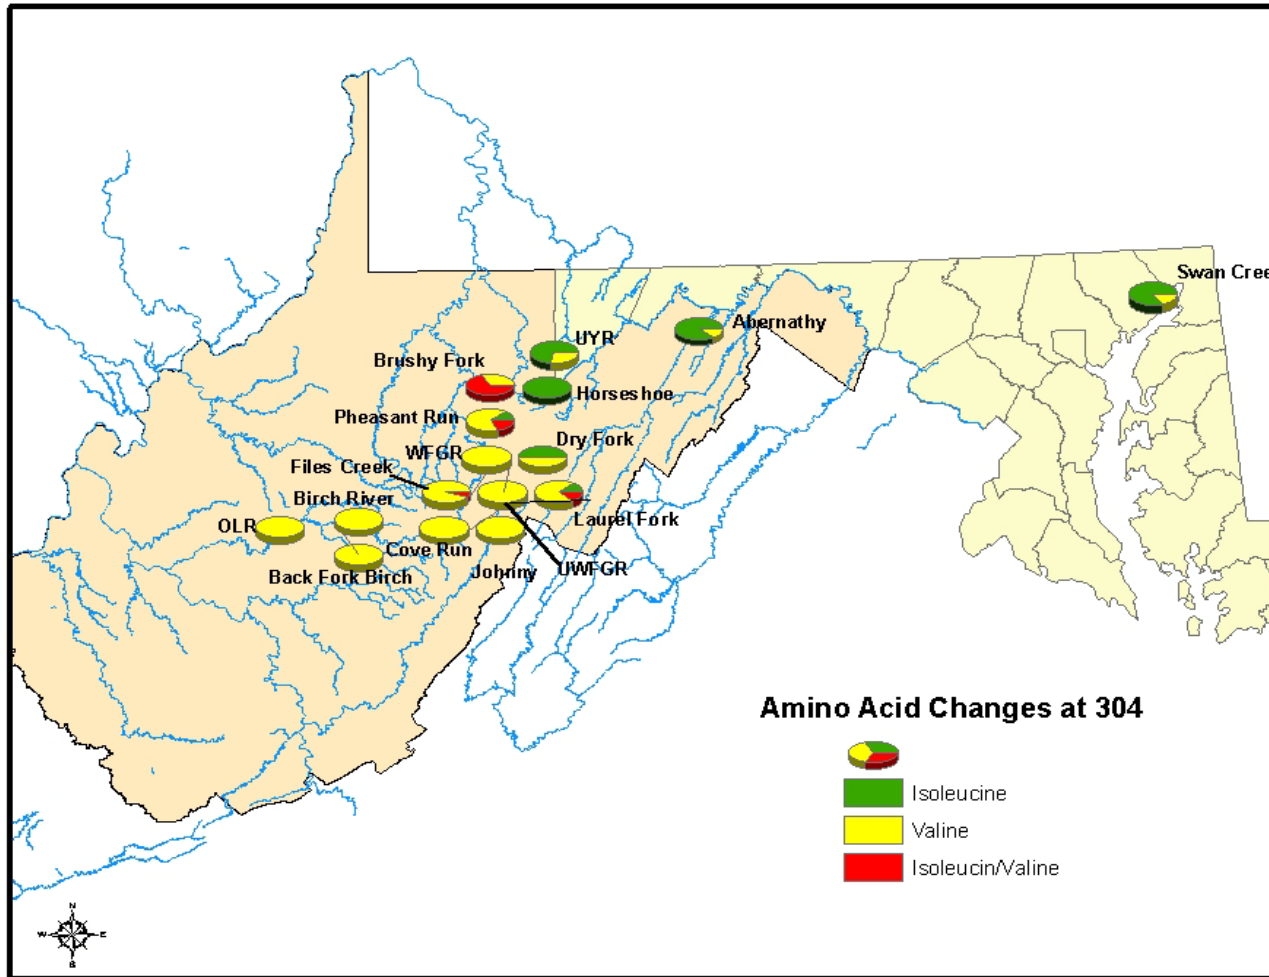 Swan Cree
Abernathy
UYR
Brushy Fork
Horseshoe
Pheasant Run
Dry Fork
WFGR
Files Creek
Birch River
OLR
Laurel Fork
Cove Run
Back Fork Birch
Johnny
UWFGR
Amino Acid Changes at 304
Isoleucine
Valine
Isoleucin/Valine
N
W
E
S